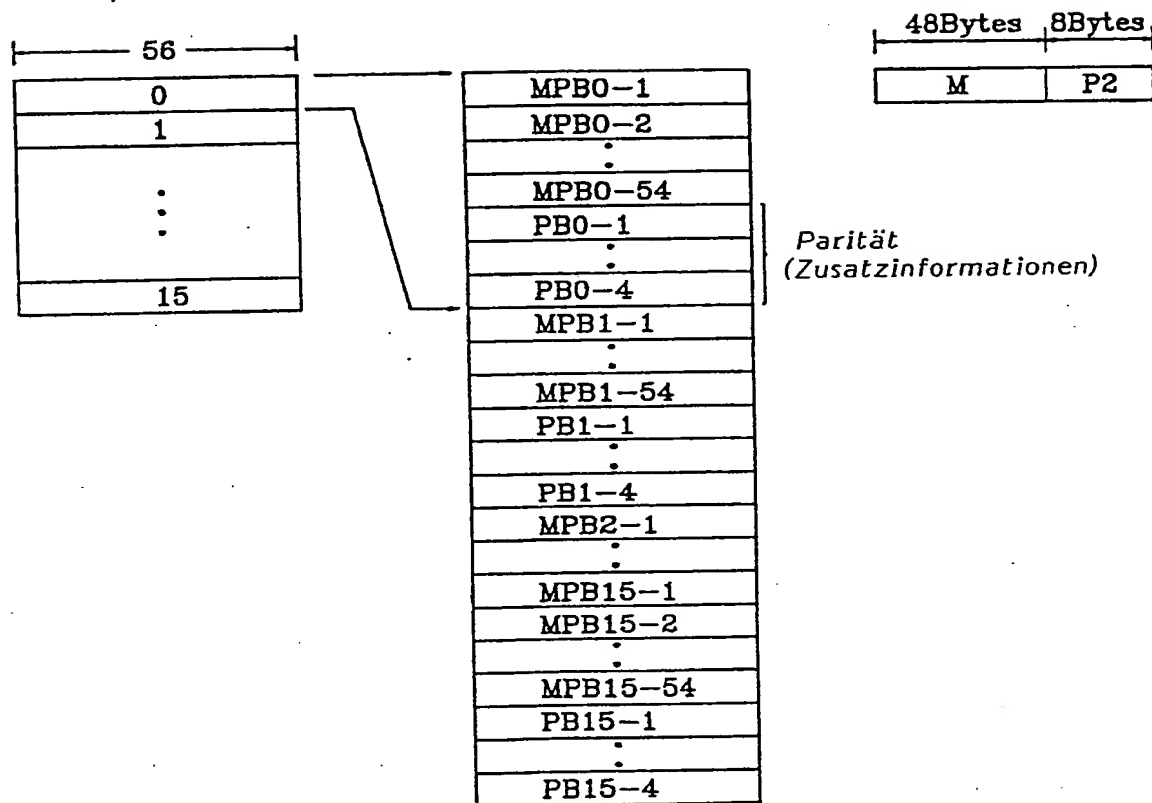 56
0
1
15
MPB0-1
MPB0-2
MPB0-54
PB0-1
PB0-4
MPB1-1
MPB1-54
PB1-1
PB1-4
MPB2-1
MPB15-1
MPB15-2
MPB15-54
PB15-1
PB15-4
Parität
(Zusatzinformationen)
48Bytes 8Bytes
M P2